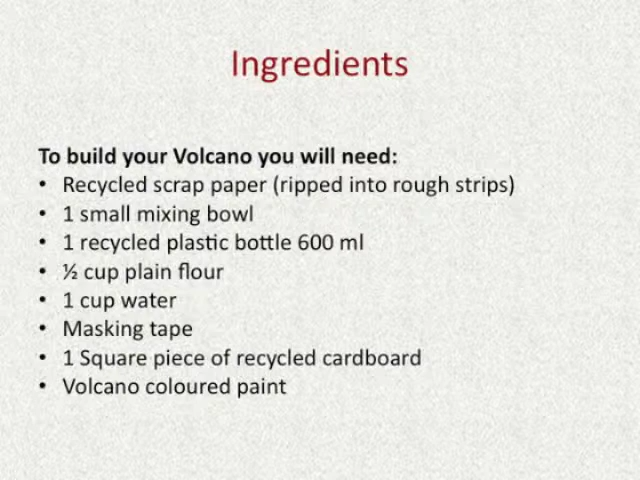 Ingredients
To build your Volcano you will need:
• Recycled scrap paper (ripped into rough strips)
• 1 small mixing bowl
• 1 recycled plastic bottle 600 ml
• ½ cup plain flour
• 1 cup water
• Masking tape
• 1 Square piece of recycled cardboard
• Volcano coloured paint